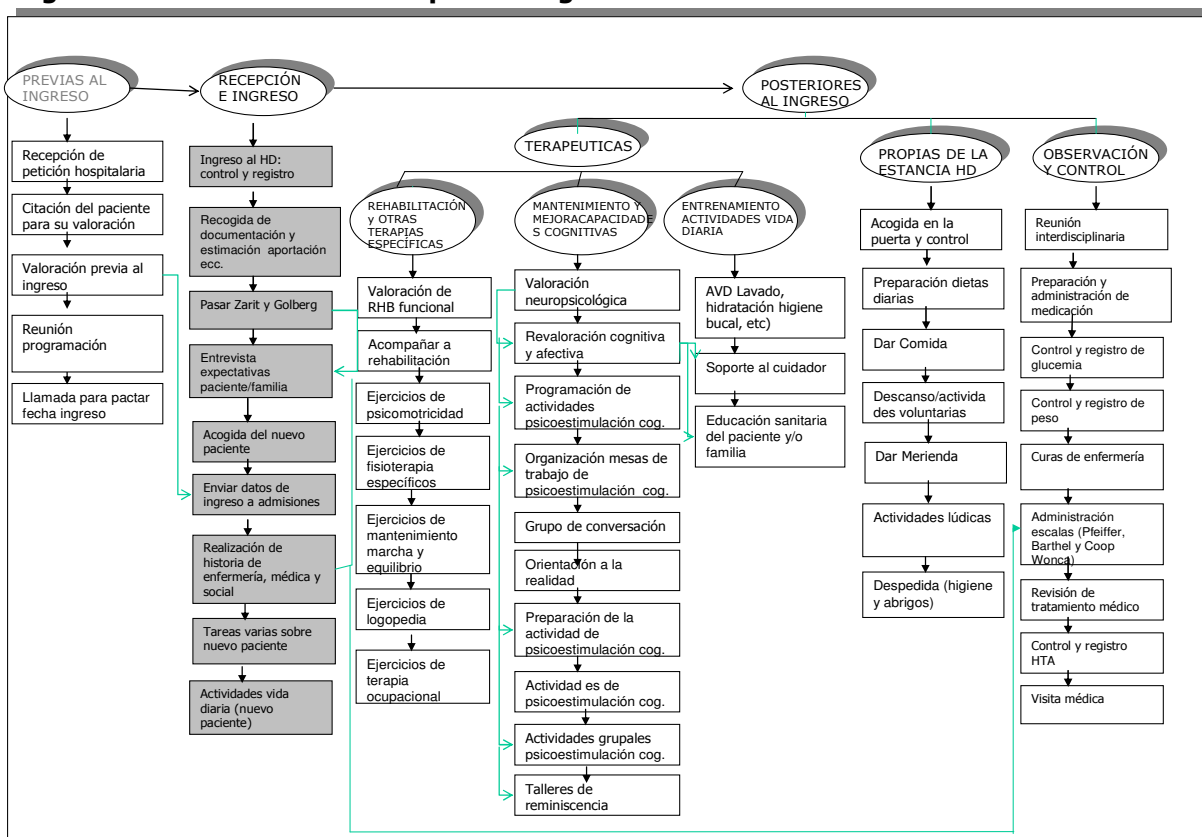 PREVIAS AL
INGRESO
RECEPCIÓN
E INGRESO
POSTERIORES
AL INGRESO
TERAPEUTICAS
PROPIAS DE LA
ESTANCIA HD
OBSERVACIÓN
Y CONTROL
REHABILITACIÓN
y OTRAS
TERAPIAS
ESPECÍFICAS
MANTENIMIENTO Y
MEJORACAPACIDADE
S COGNITIVAS
ENTRENAMIENTO
ACTIVIDADES VIDA
DIARIA
Recepción de
petición hospitalaria
Citación del paciente
para su valoración
Valoración previa al
ingreso
Reunión
programación
Llamada para pactar
fecha ingreso
Ingreso al HD:
control y registro
Recogida de
documentación y
estimación aportación
ecc.
Pasar Zarit y Golberg
Entrevista
expectativas
paciente/familia
Acogida del nuevo
paciente
Enviar datos de
ingreso a admisiones
Realización de
historia de
enfermería, médica y
social
Tareas varias sobre
nuevo paciente
Actividades vida
diaria (nuevo
paciente)
Valoración de
RHB funcional
Acompañar a
rehabilitación
Ejercicios de
psicomotricidad
Ejercicios de
fisioterapia
específicos
Ejercicios de
mantenimiento
marcha y
equilibrio
Ejercicios de
logopedia
Ejercicios de
terapia
ocupacional
Valoración
neuropsicológica
Revaloración cognitiva
y afectiva
Programación de
actividades
psicoestimulación cog.
Organización mesas de
trabajo de
psicoestimulación cog.
Grupo de conversación
Orientación a la
realidad
Preparación de la
actividad de
psicoestimulación cog.
Actividad es de
psicoestimulación cog.
Actividades grupales
psicoestimulación cog.
Talleres de
reminiscencia
AVD Lavado,
hidratación higiene
bucal, etc)
Soporte al cuidador
Educación sanitaria
del paciente y/o
familia
Acogida en la
puerta y control
Preparación dietas
diarias
Dar Comida
Descanso/activida
des voluntarias
Dar Merienda
Actividades lúdicas
Despedida (higiene
y abrigos)
Reunión
interdisciplinaria
Preparación y
administración de
medicación
Control y registro de
glucemia
Control y registro de
peso
Curas de enfermería
Administración
escalas (Pfeiffer,
Barthel y Coop
Wonca)
Revisión de
tratamiento médico
Control y registro
HTA
Visita médica